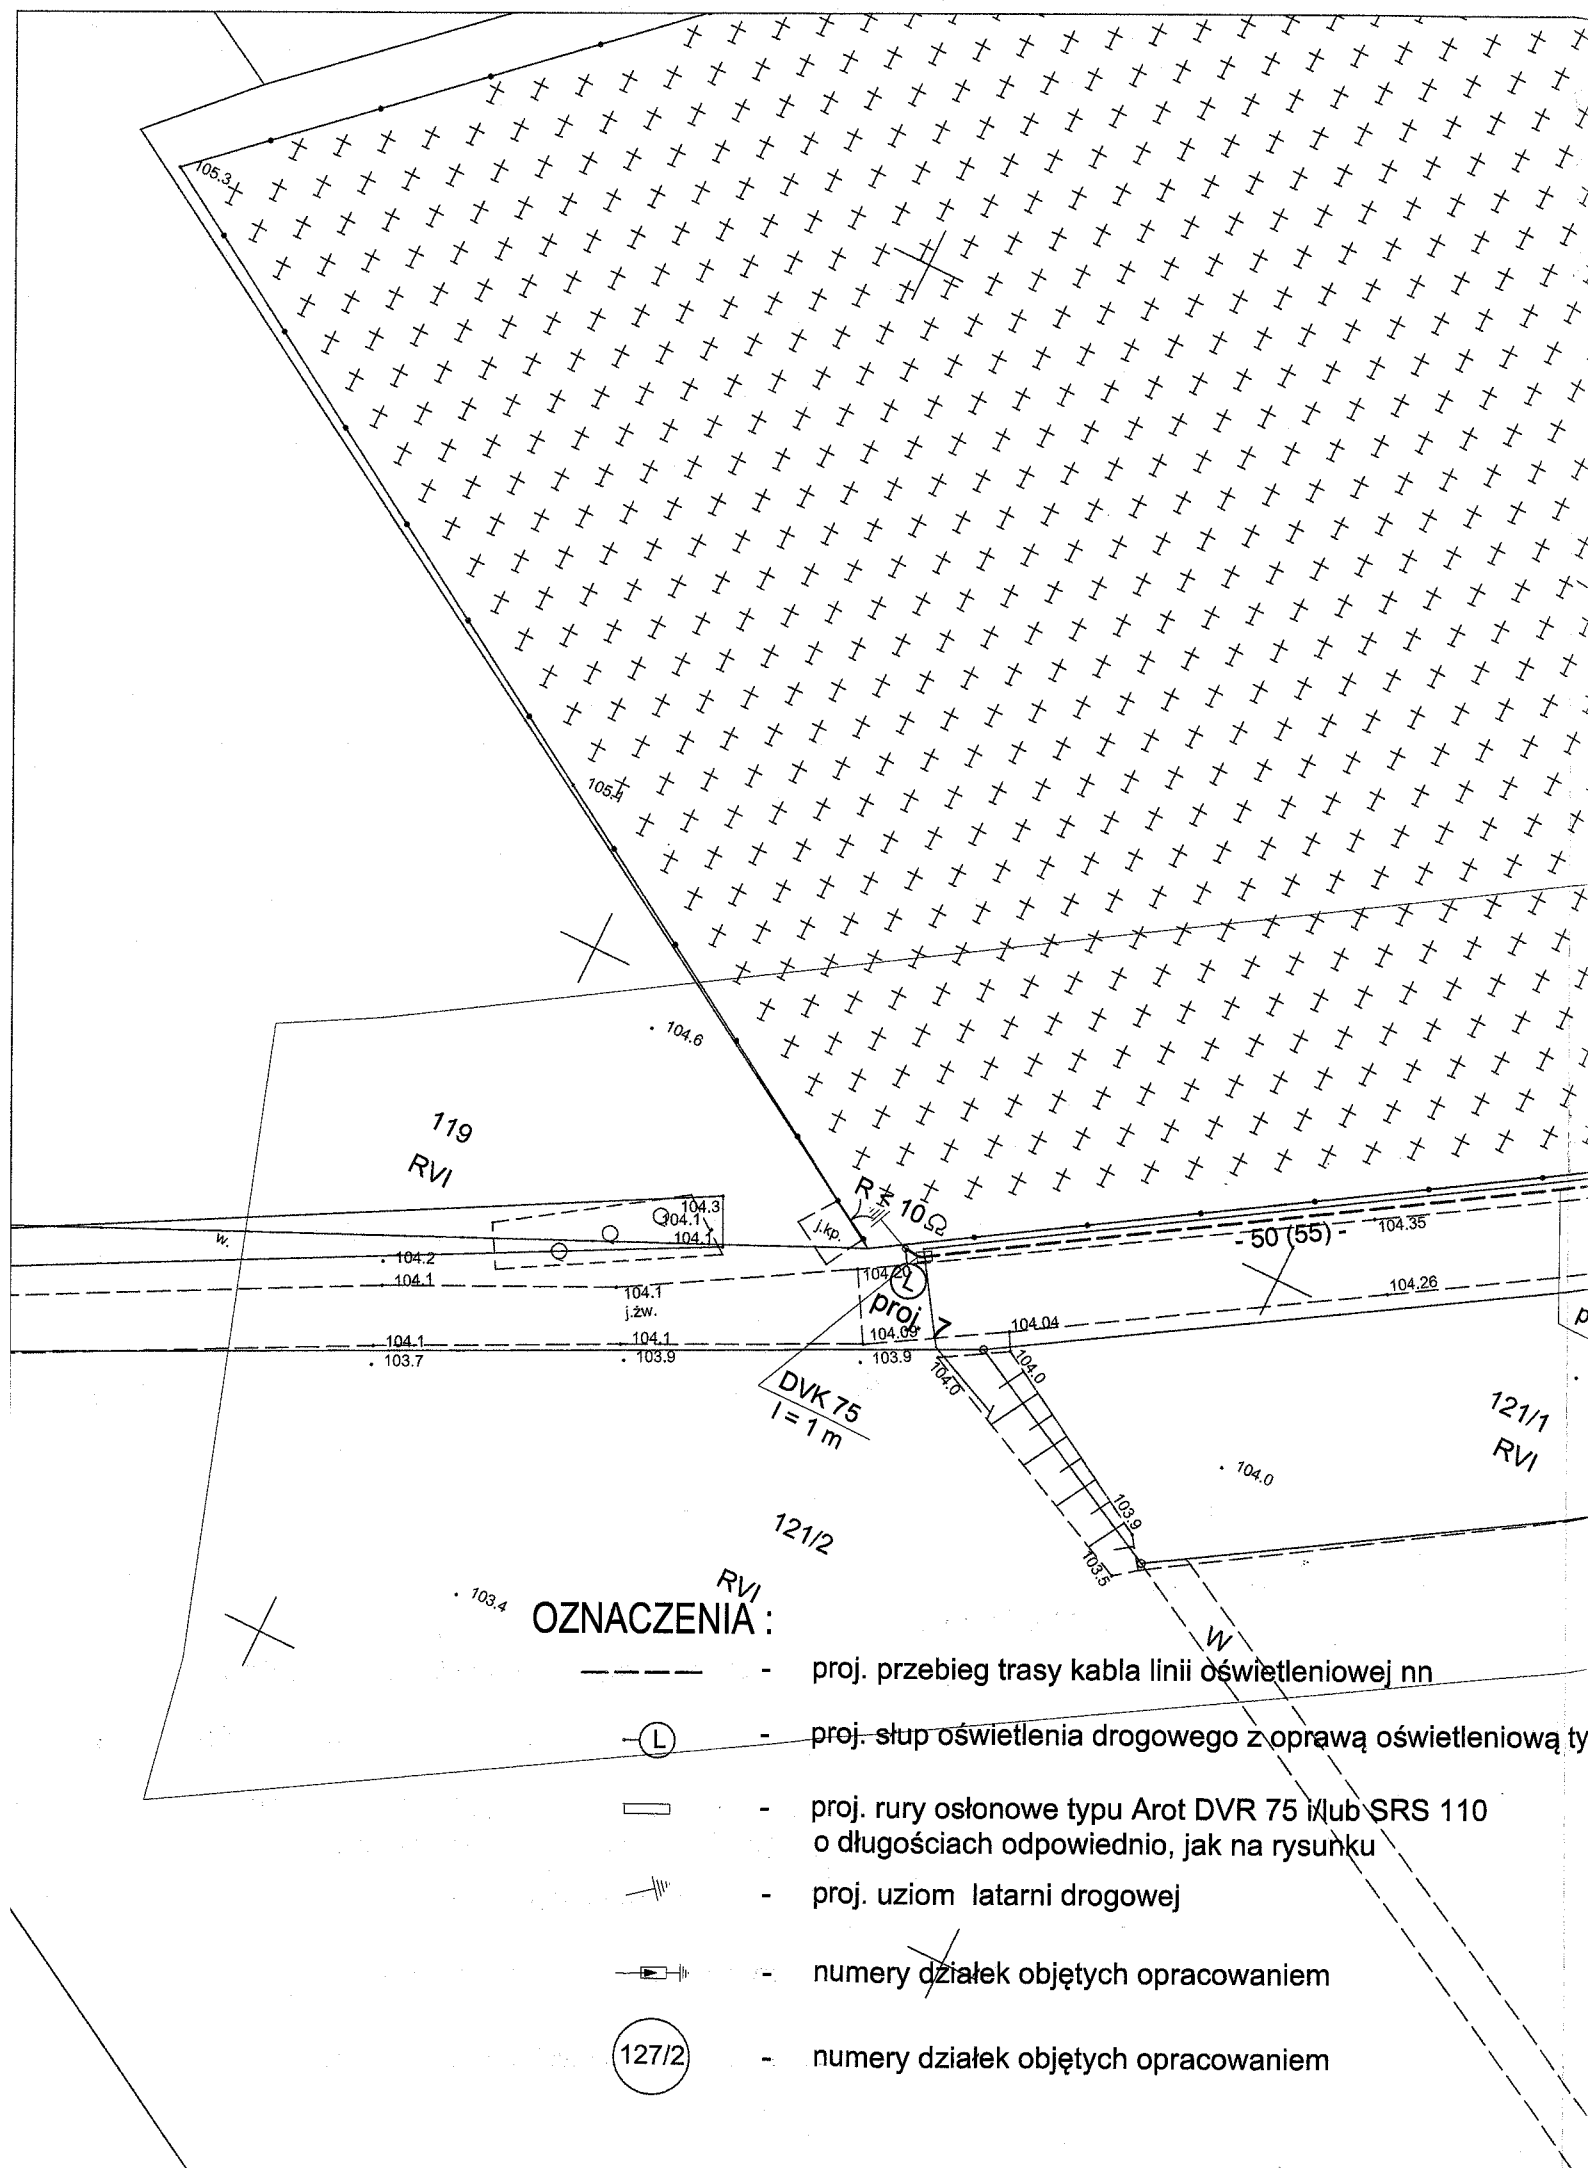 105.3
105.1
104.6
119
RVI
R ≤ 10Ω
104.3
104.1
104.1
j.kp.
w.
104.2
104.1
104.1
j.żw.
104.20
L
proj. 7
- 50 (55) -
104.35
104.26
104.1
103.7
104.1
103.9
104.09
103.9
104.04
104.0
104.0
p
DVK 75
l = 1 m
121/1
RVI
104.0
103.9
103.5
121/2
RVI
103.4
W
OZNACZENIA :
- proj. przebieg trasy kabla linii oświetleniowej nn
L - proj. słup oświetlenia drogowego z oprawą oświetleniową ty
- proj. rury osłonowe typu Arot DVR 75 i/lub SRS 110
o długościach odpowiednio, jak na rysunku
- proj. uziom latarni drogowej
- numery działek objętych opracowaniem
127/2 - numery działek objętych opracowaniem